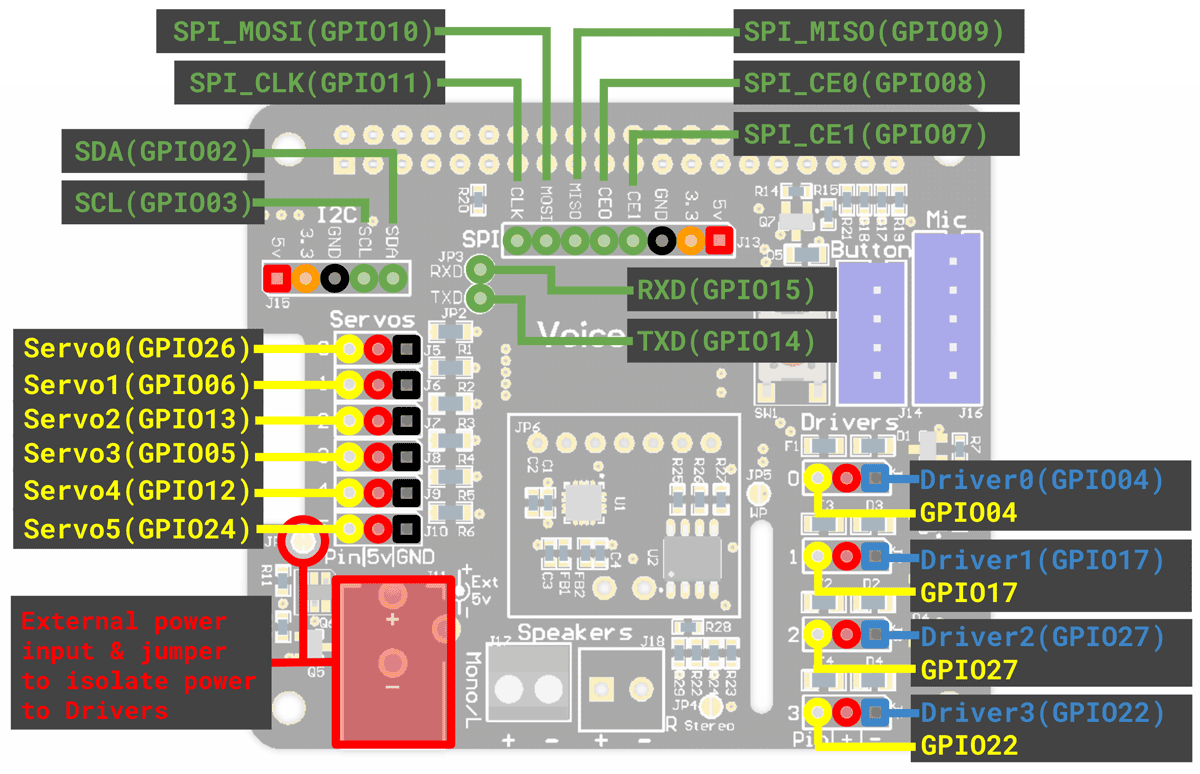 SPI_MOSI(GPIO10)
SPI_MISO(GPIO09)
SPI_CLK(GPIO11)
SPI_CE0(GPIO08)
SPI_CE1(GPIO07)
SDA(GPIO02)
SCL(GPIO03)
R20
CLK
MOSI
MISO
CE0
CE1
GND
3.3
5v
SPI
J13
I2C
5v
3.3
GND
SCL
SDA
J15
R14
R15
Q7
R21
R18
R17
R19
D5
Mic
Button
JP3
RXD
TXD
RXD(GPIO15)
TXD(GPIO14)
Voice
SW1
J14
J16
Servos
JP2
Servo0(GPIO26)
J5
R1
Servo1(GPIO06)
1
J6
R2
Servo2(GPIO13)
2
J7
R3
Servo3(GPIO05)
J8
R4
Servo4(GPIO12)
J9
R5
Servo5(GPIO24)
J10
R6
Pin|5v|GND
Drivers
F1
D1
R7
0
Driver0(GPIO04)
GPIO04
D3
1
Driver1(GPIO17)
GPIO17
D2
2
Driver2(GPIO27)
GPIO27
D4
3
Driver3(GPIO22)
GPIO22
+ −
JP6
C2
C1
U1
R25
R26
R27
JP5
WP
C3
FB1
FB2
C4
U2
R11
Q5
External power
input & jumper
to isolate power
to Drivers
+
−
J11
+
Ext
5v
Speakers
J17
J18
R28
Mono/L
R29
R22
R24
R23
JP4
R Stereo
+ − + −